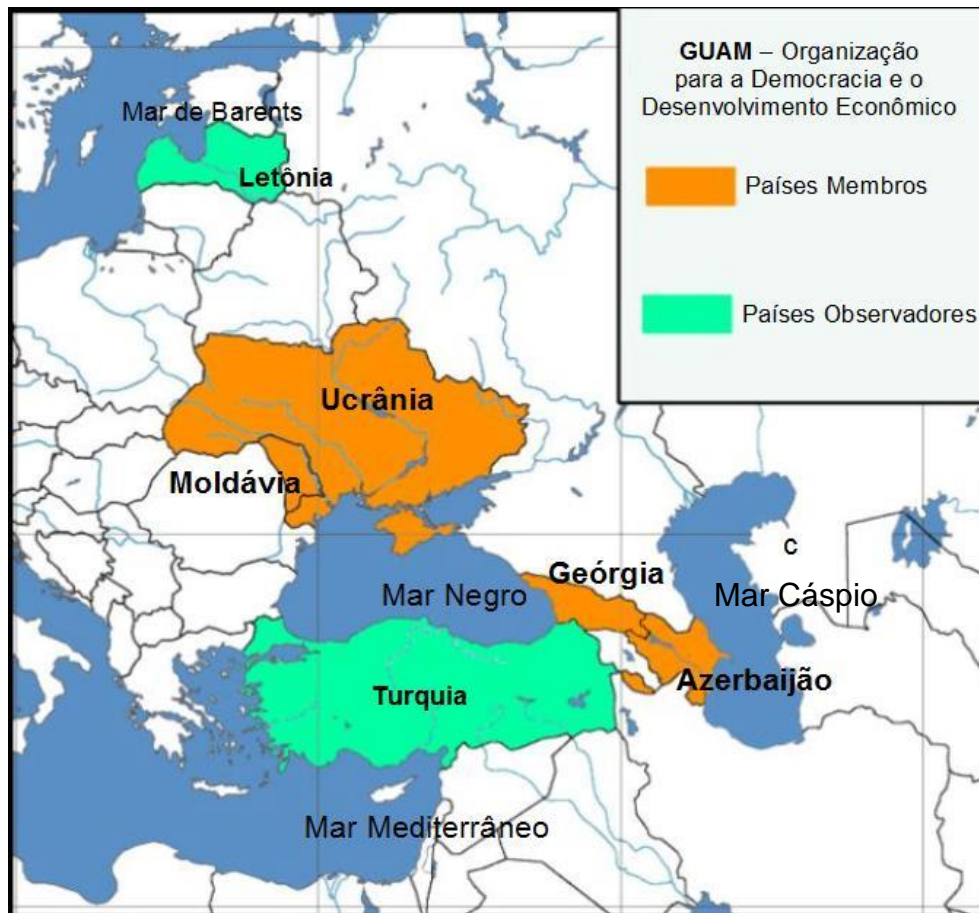 GUAM – Organização
para a Democracia e o
Desenvolvimento Econômico
Países Membros
Países Observadores
Mar de Barents
Letônia
Ucrânia
Moldávia
C
Geórgia
Mar Negro
Mar Cáspio
Azerbaijão
Turquia
Mar Mediterrâneo